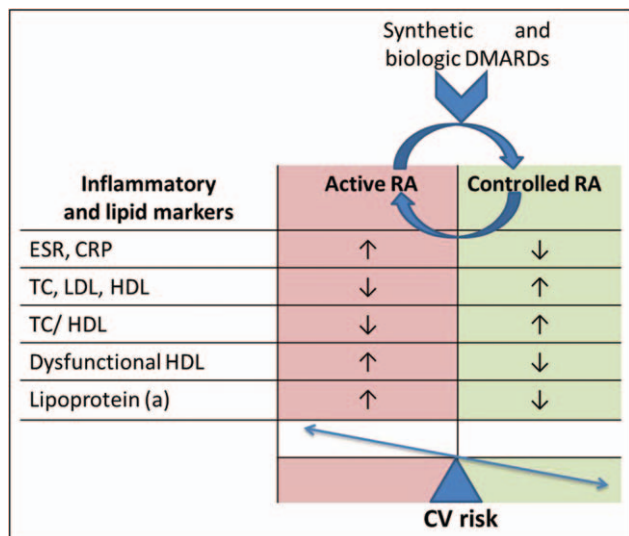 Synthetic and
biologic DMARDs
Inflammatory
and lipid markers
Active RA
Controlled RA
ESR, CRP ↑ ↓
TC, LDL, HDL ↓ ↑
TC/ HDL ↓ ↑
Dysfunctional HDL ↑ ↓
Lipoprotein (a) ↑ ↓
CV risk